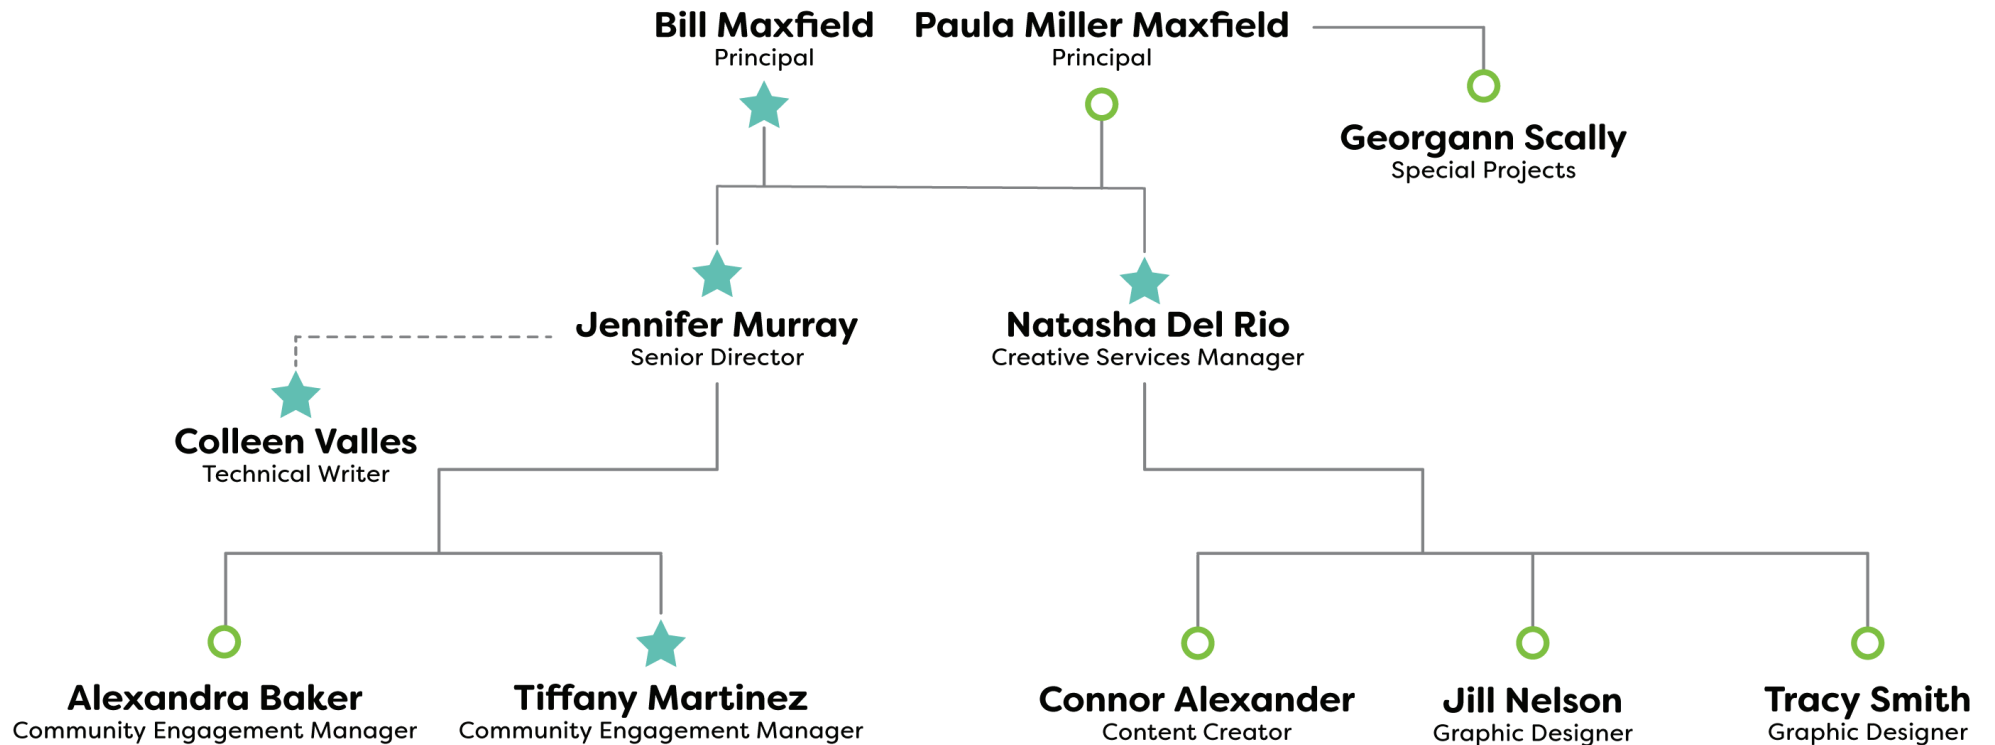 Bill Maxfield
Principal
Paula Miller Maxfield
Principal
Georgann Scally
Special Projects
Jennifer Murray
Senior Director
Natasha Del Rio
Creative Services Manager
Colleen Valles
Technical Writer
Alexandra Baker
Community Engagement Manager
Tiffany Martinez
Community Engagement Manager
Connor Alexander
Content Creator
Jill Nelson
Graphic Designer
Tracy Smith
Graphic Designer